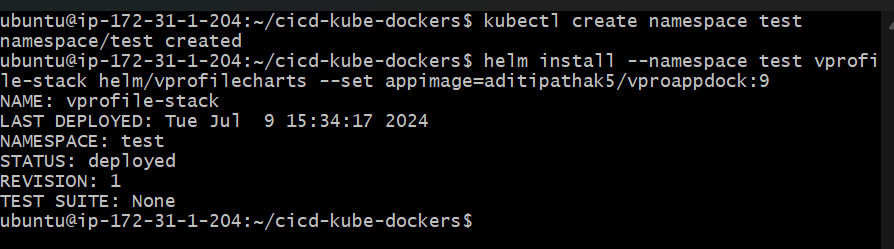 ubuntu@ip-172-31-1-204:~/cicd-kube-dockers$ kubectl create namespace test
namespace/test created
ubuntu@ip-172-31-1-204:~/cicd-kube-dockers$ helm install --namespace test vprofi
le-stack helm/vprofilecharts --set appimage=aditipathak5/vproappdock:9
NAME: vprofile-stack
LAST DEPLOYED: Tue Jul  9 15:34:17 2024
NAMESPACE: test
STATUS: deployed
REVISION: 1
TEST SUITE: None
ubuntu@ip-172-31-1-204:~/cicd-kube-dockers$